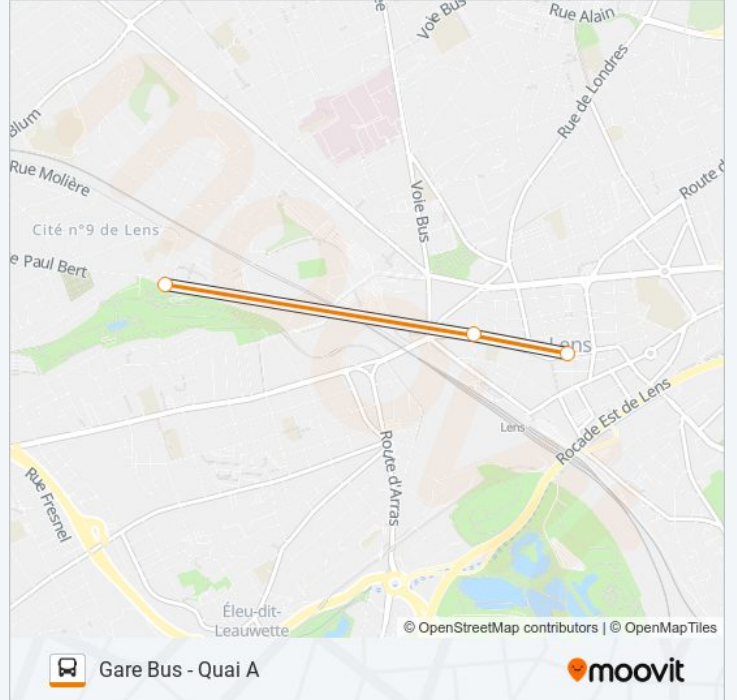 Voie Bus
Rue Alain
Rue de Londres
Blum
Rue Molière
Voie Bus
Route d
Cité n°9 de Lens
e Paul Bert
Lens
Lens
Rocade Est de Lens
Rue Fresnel
Route d'Arras
Éleu-dit-
Leauwette
© OpenStreetMap contributors | © OpenMapTiles
Gare Bus - Quai A
moovit